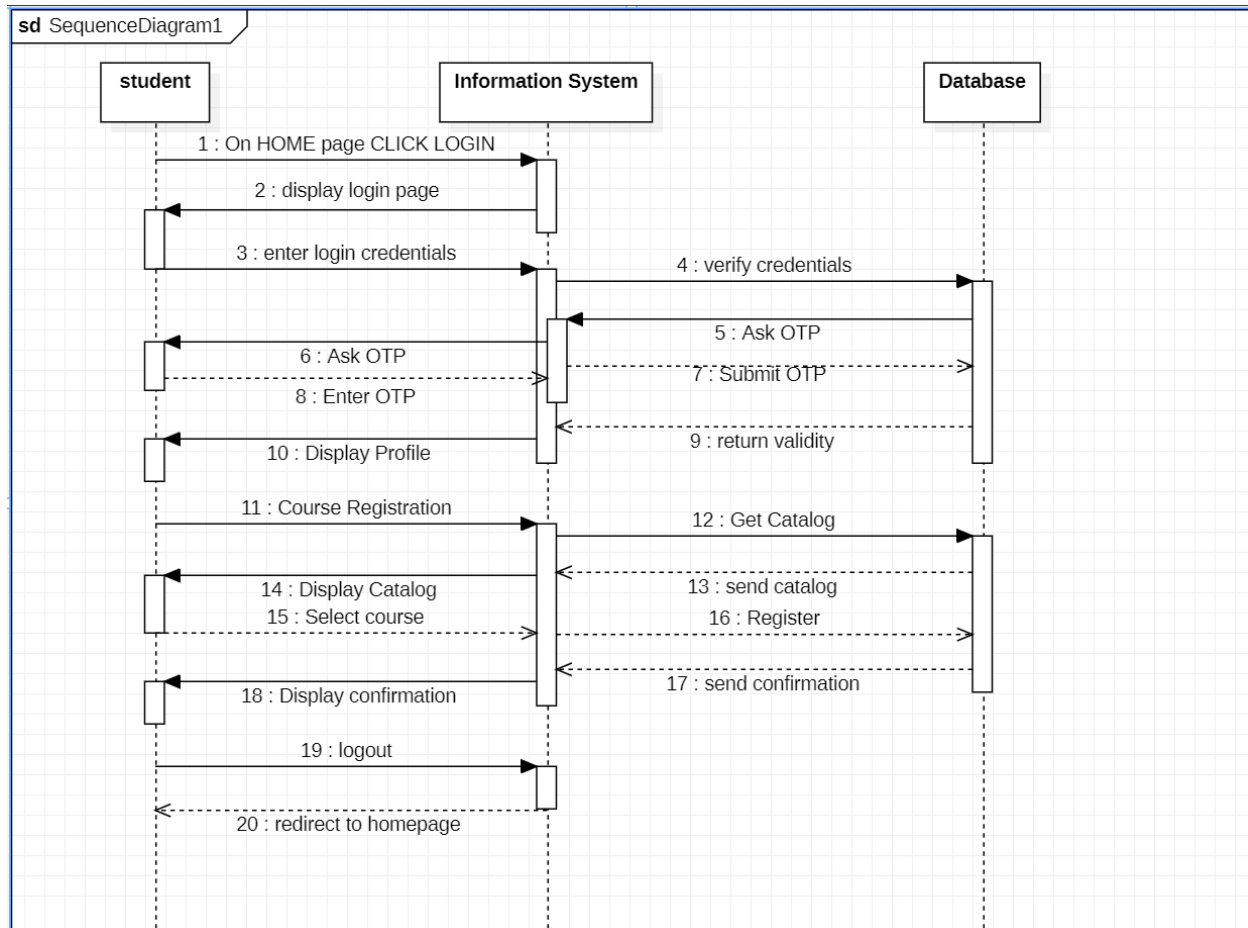 sd SequenceDiagram1
student
Information System
Database
1 : On HOME page CLICK LOGIN
2 : display login page
3 : enter login credentials
4 : verify credentials
5 : Ask OTP
6 : Ask OTP
7 : Submit OTP
8 : Enter OTP
9 : return validity
10 : Display Profile
11 : Course Registration
12 : Get Catalog
13 : send catalog
14 : Display Catalog
15 : Select course
16 : Register
17 : send confirmation
18 : Display confirmation
19 : logout
20 : redirect to homepage